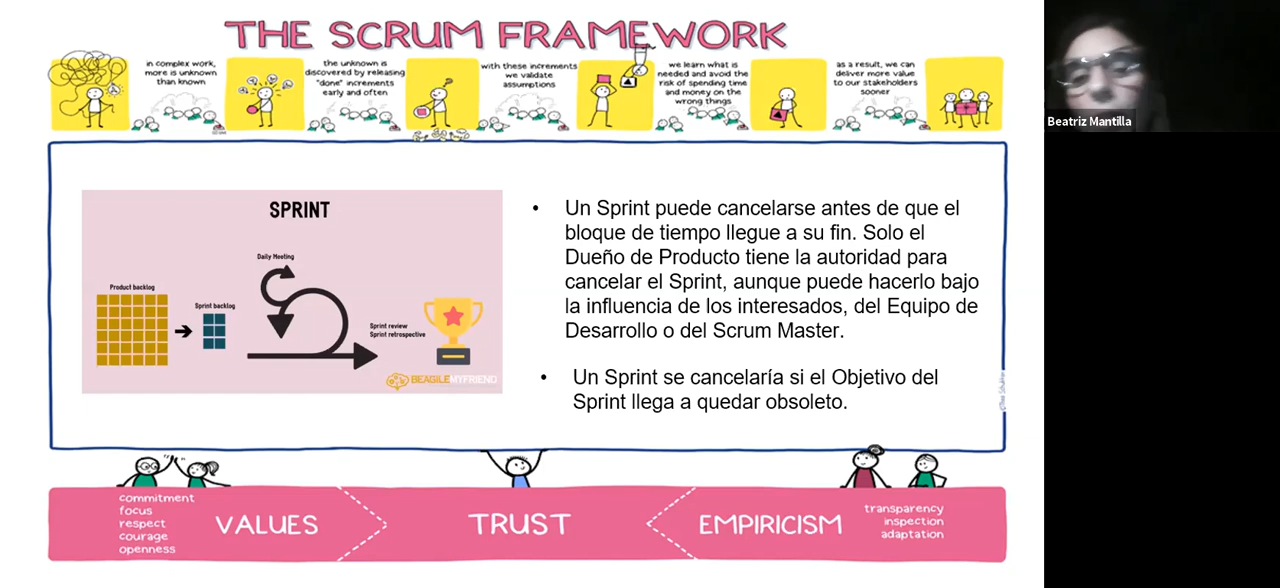 THE SCRUM FRAMEWORK
in complex work,
more is unknown
than known
the unknown is
discovered by releasing
"done" increments
early and often
with these increments
we validate
assumptions
we learn what is
needed and avoid the
risk of spending time
and money on the
wrong things
as a result, we can
deliver more value
to our stakeholders
sooner
Beatriz Mantilla
SPRINT
Daily Meeting
Product backlog
Sprint backlog
Sprint review
Sprint retrospective
BEAGILEMYFRIEND
• Un Sprint puede cancelarse antes de que el
bloque de tiempo llegue a su fin. Solo el
Dueño de Producto tiene la autoridad para
cancelar el Sprint, aunque puede hacerlo bajo
la influencia de los interesados, del Equipo de
Desarrollo o del Scrum Master.
• Un Sprint se cancelaría si el Objetivo del
Sprint llega a quedar obsoleto.
commitment
focus
respect
courage
openness
VALUES
TRUST
EMPIRICISM
transparency
inspection
adaptation